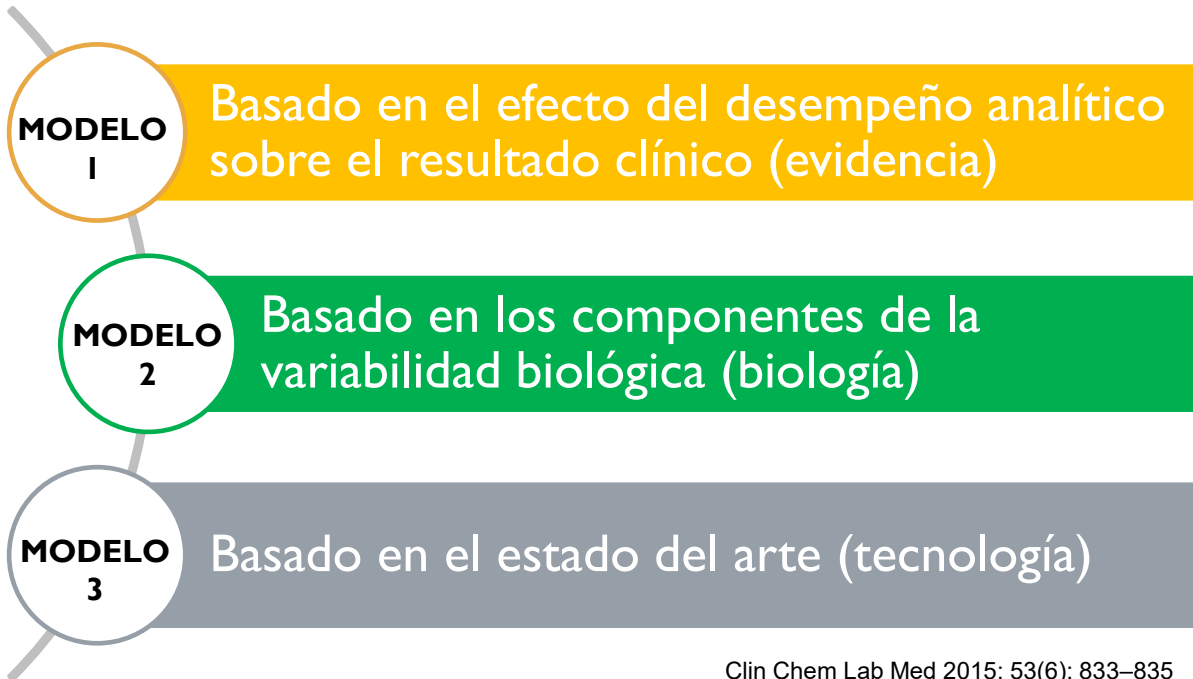 MODELO
1
Basado en el efecto del desempeño analítico
sobre el resultado clínico (evidencia)
MODELO
2
Basado en los componentes de la
variabilidad biológica (biología)
MODELO
3
Basado en el estado del arte (tecnología)
Clin Chem Lab Med 2015; 53(6): 833–835